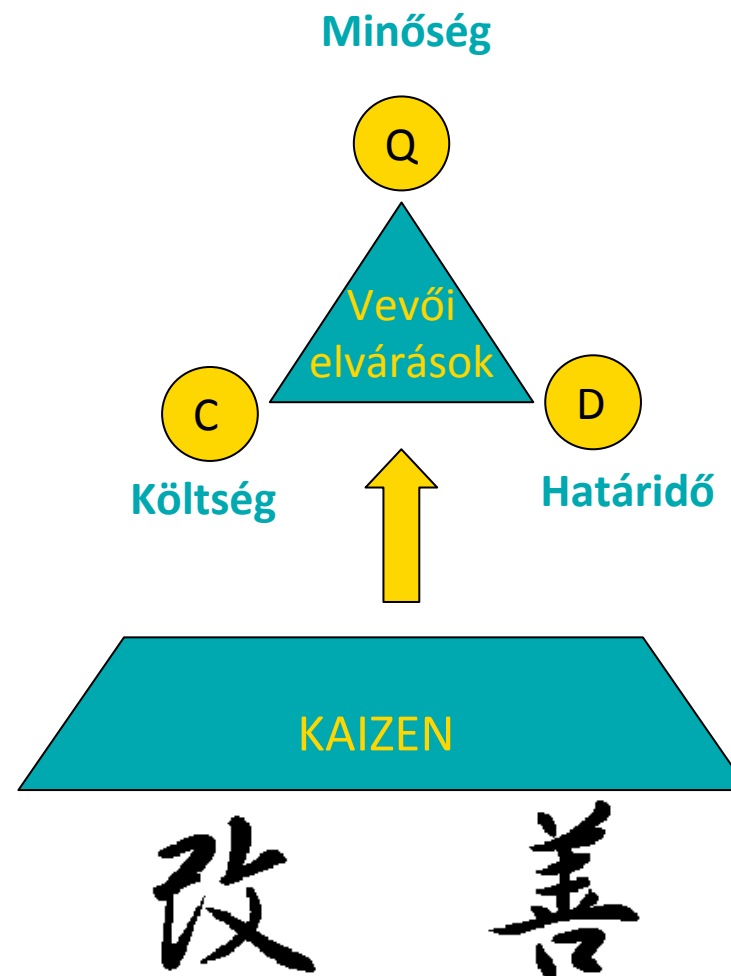 Minőség
Q
Vevői
elvárások
C
D
Költség
Határidő
KAIZEN
改 善